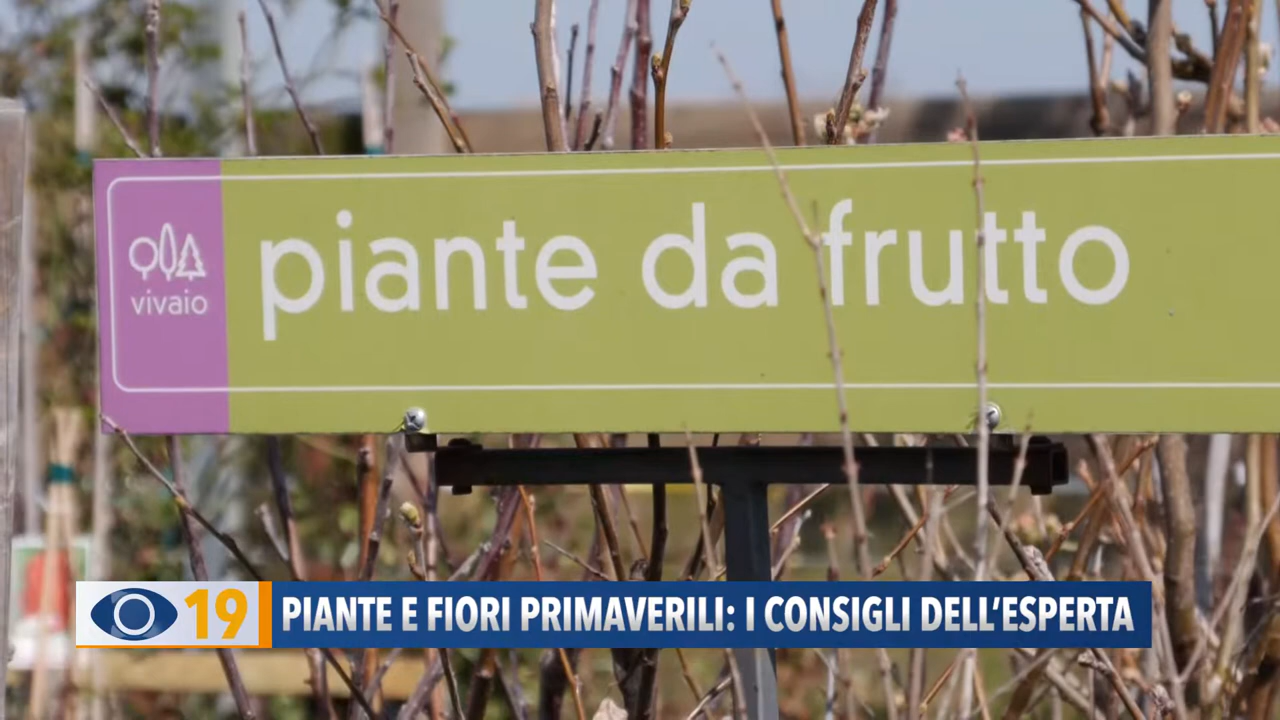 piante da frutto
vivaio
19
PIANTE E FIORI PRIMAVERILI: I CONSIGLI DELL'ESPERTA